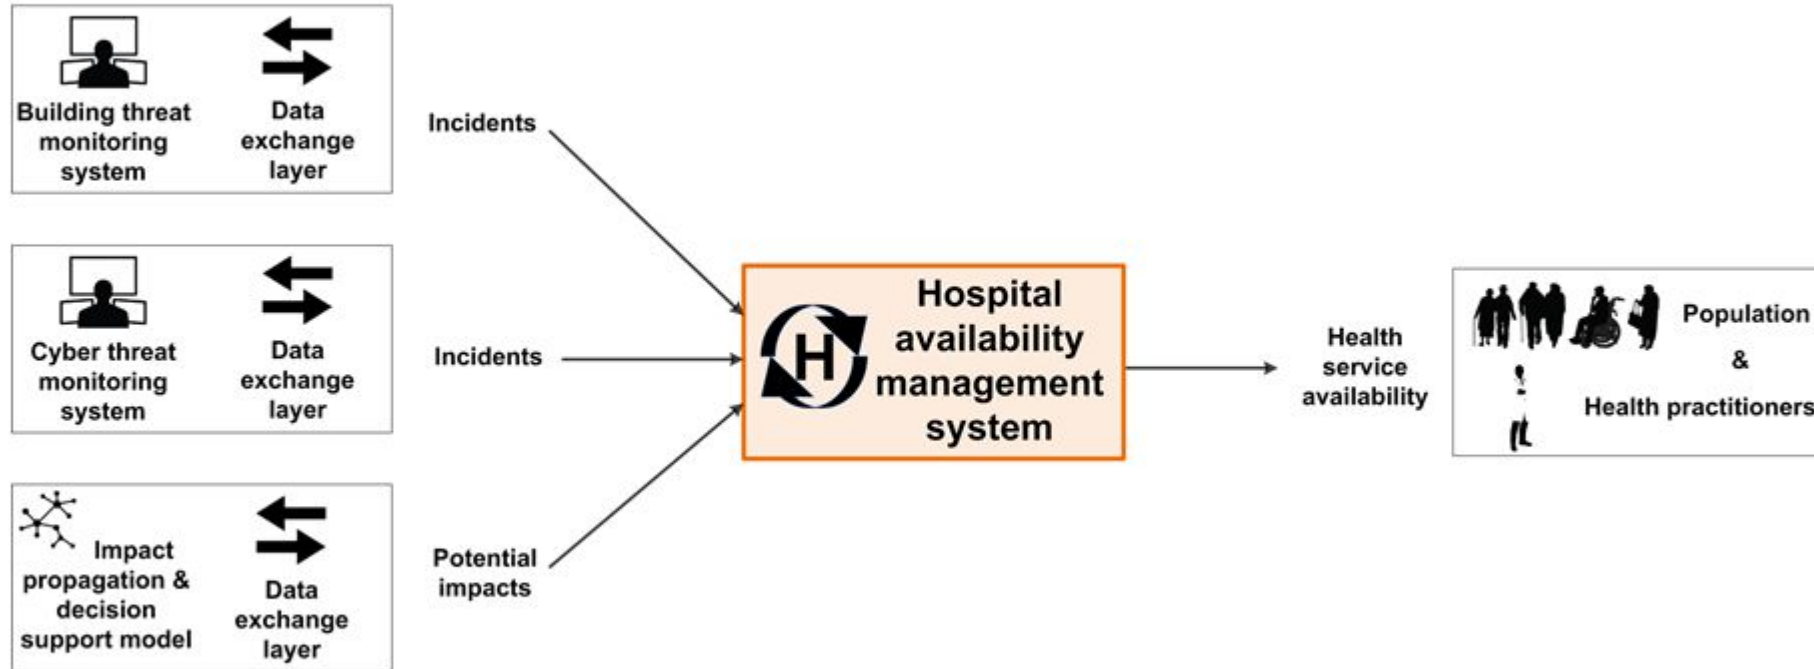 Building threat
monitoring
system
Data
exchange
layer
Incidents
Cyber threat
monitoring
system
Data
exchange
layer
Incidents
Impact
propagation &
decision
support model
Data
exchange
layer
Potential
impacts
H
Hospital
availability
management
system
Health
service
availability
Population
&
Health practitioners